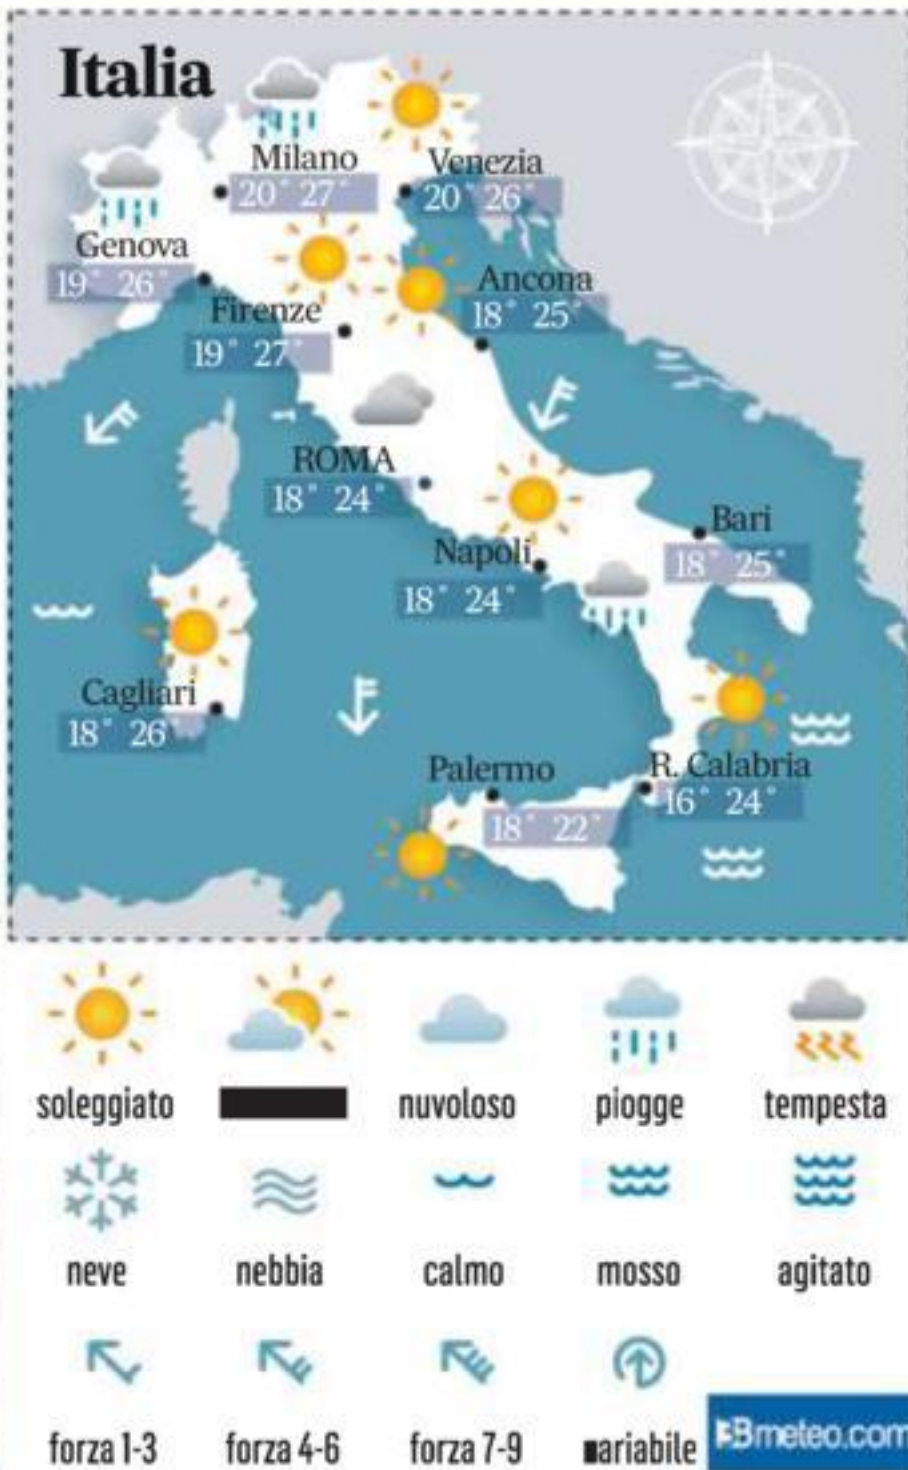 Italia
Milano
20° 27°
Venezia
20° 26°
Genova
19° 26°
Firenze
19° 27°
Ancona
18° 25°
ROMA
18° 24°
Bari
18° 25°
Napoli
18° 24°
Cagliari
18° 26°
Palermo
18° 22°
R. Calabria
16° 24°
soleggiato
nuvoloso
piogge
tempesta
neve
nebbia
calmo
mosso
agitato
forza 1-3
forza 4-6
forza 7-9
ariabile
3Bmeteo.com